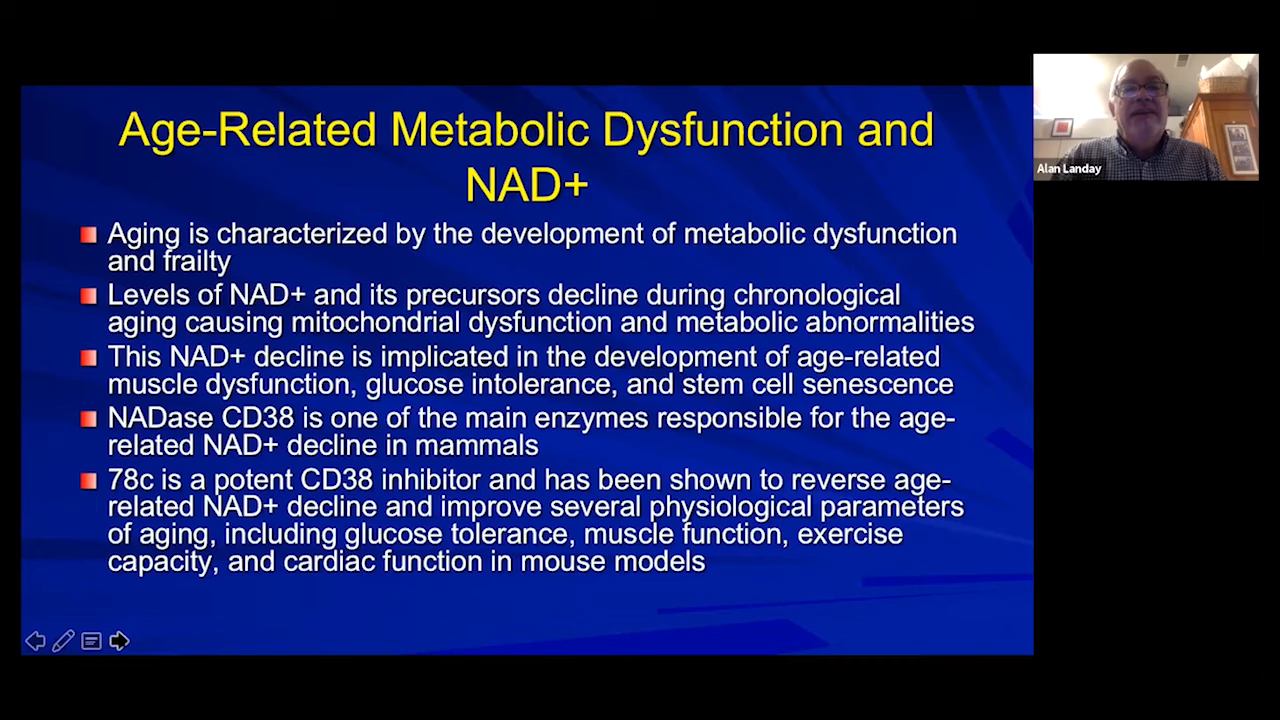 Age-Related Metabolic Dysfunction and
NAD+
Aging is characterized by the development of metabolic dysfunction
and frailty
Levels of NAD+ and its precursors decline during chronological
aging causing mitochondrial dysfunction and metabolic abnormalities
This NAD+ decline is implicated in the development of age-related
muscle dysfunction, glucose intolerance, and stem cell senescence
NADase CD38 is one of the main enzymes responsible for the age-
related NAD+ decline in mammals
78c is a potent CD38 inhibitor and has been shown to reverse age-
related NAD+ decline and improve several physiological parameters
of aging, including glucose tolerance, muscle function, exercise
capacity, and cardiac function in mouse models
Alan Landay